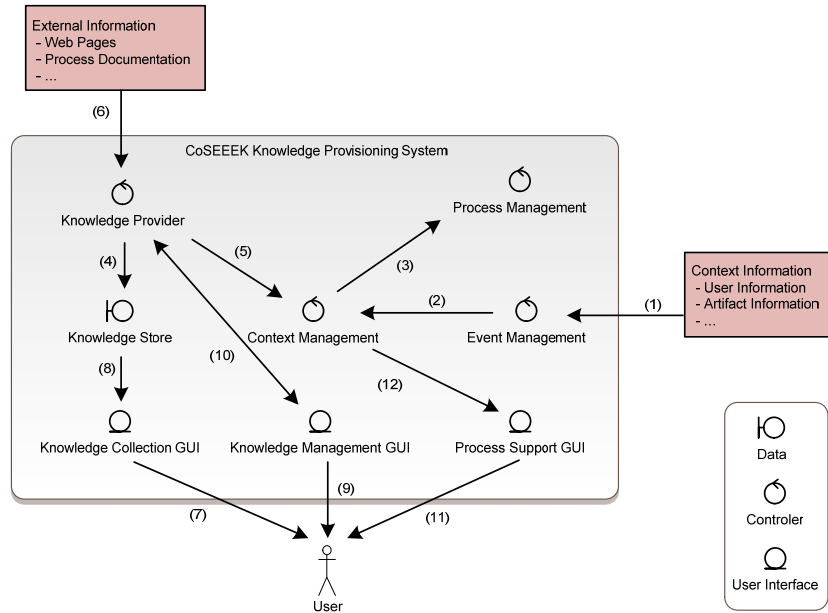 External Information
- Web Pages
- Process Documentation
- ...
(6)
CoSEEEK Knowledge Provisioning System
Knowledge Provider
Process Management
(4)
(5)
(3)
Context Information
- User Information
- Artifact Information
- ...
(1)
(2)
Knowledge Store
Context Management
Event Management
(8)
(10)
(12)
Knowledge Collection GUI
Knowledge Management GUI
Process Support GUI
(7)
(9)
(11)
User
Data
Controler
User Interface